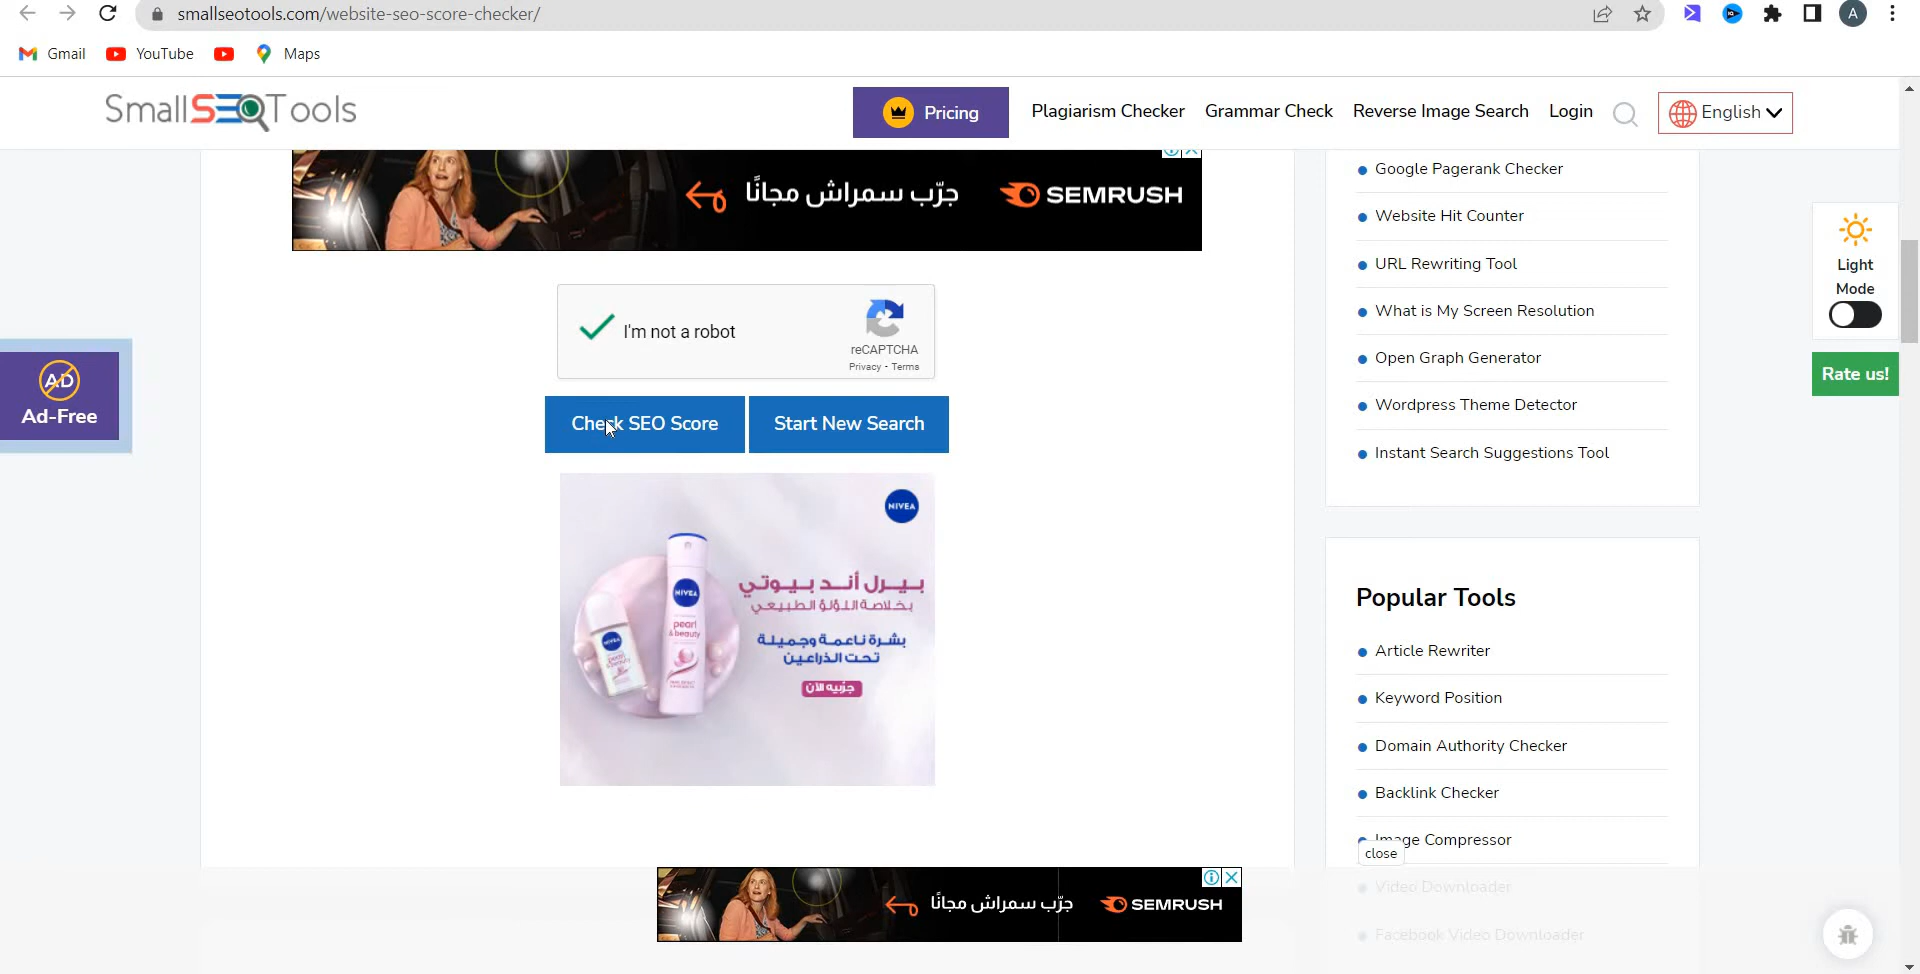 smallseotools.com/website-seo-score-checker/
A
Gmail
YouTube
Maps
SmallSEOTools
Pricing
Plagiarism Checker
Grammar Check
Reverse Image Search
Login
English
جرّب سمراش مجانًا
SEMRUSH
I'm not a robot
reCAPTCHA
Privacy - Terms
AD
Ad-Free
Check SEO Score
Start New Search
NIVEA
بيرل أند بيوتي
بخلاصة اللؤلؤ الطبيعي
بشرة ناعمة وجميلة
تحت الذراعين
جرّبيه الآن
NIVEA
pearl
& beauty
NIVEA
Google Pagerank Checker
Website Hit Counter
URL Rewriting Tool
What is My Screen Resolution
Open Graph Generator
Wordpress Theme Detector
Instant Search Suggestions Tool
Light
Mode
Rate us!
Popular Tools
Article Rewriter
Keyword Position
Domain Authority Checker
Backlink Checker
Image Compressor
close
Video Downloader
Facebook Video Downloader
جرّب سمراش مجانًا
SEMRUSH